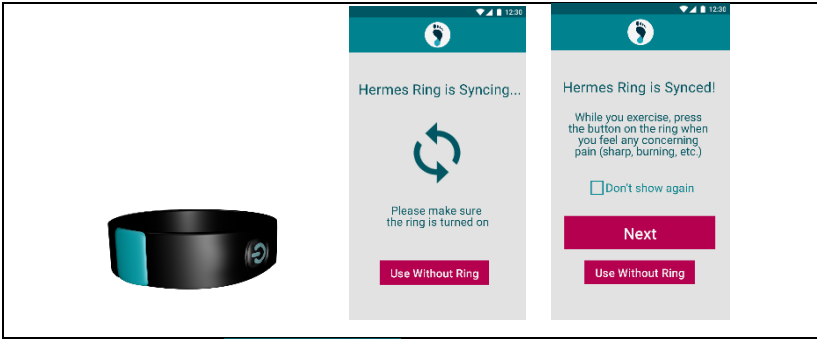 12:30
Hermes Ring is Syncing...
Please make sure
the ring is turned on
Use Without Ring
12:30
Hermes Ring is Synced!
While you exercise, press
the button on the ring when
you feel any concerning
pain (sharp, burning, etc.)
Don't show again
Next
Use Without Ring